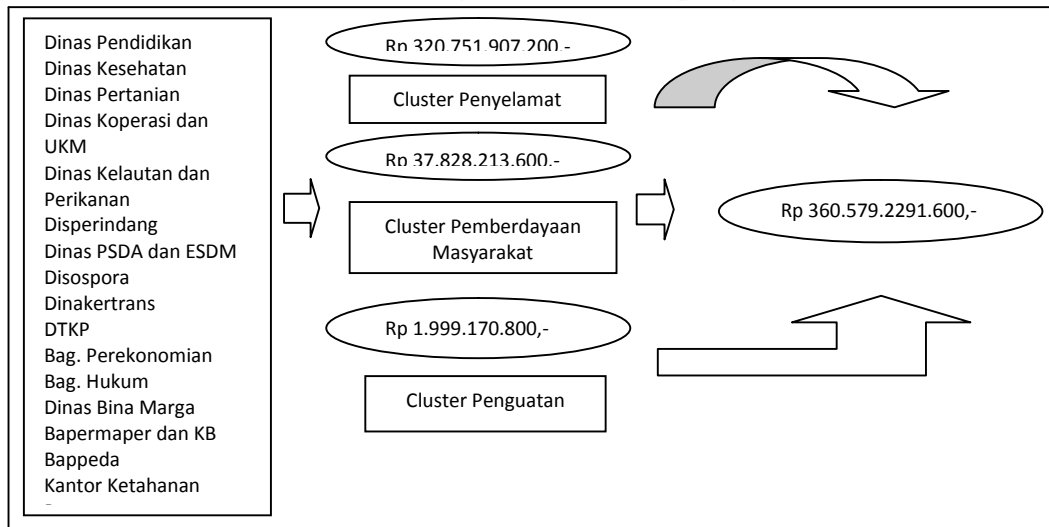 Dinas Pendidikan
Dinas Kesehatan
Dinas Pertanian
Dinas Koperasi dan
UKM
Dinas Kelautan dan
Perikanan
Disperindang
Dinas PSDA dan ESDM
Disospora
Dinakertrans
DTKP
Bag. Perekonomian
Bag. Hukum
Dinas Bina Marga
Bapermaper dan KB
Bappeda
Kantor Ketahanan
Rp 320.751.907.200,-
Cluster Penyelamat
Rp 37.828.213.600,-
Cluster Pemberdayaan
Masyarakat
Rp 1.999.170.800,-
Cluster Penguatan
Rp 360.579.2291.600,-